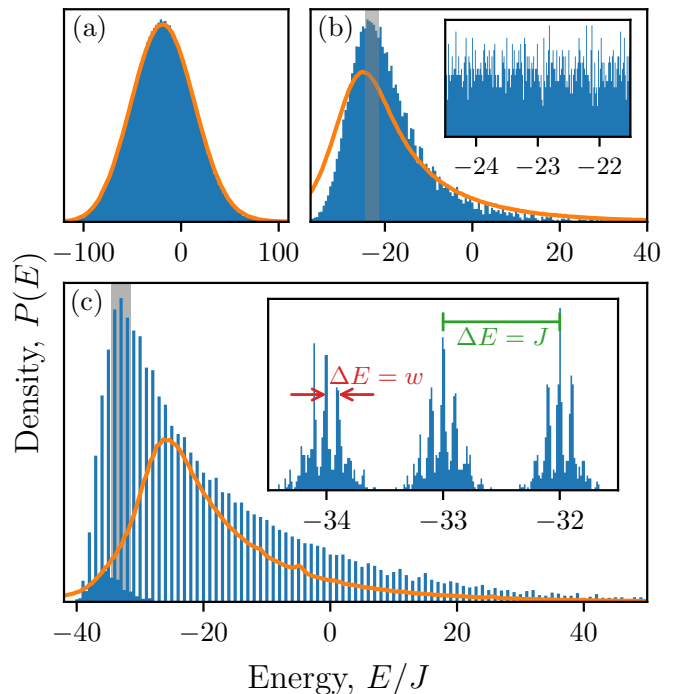 (a)
(b)
−24 −23 −22
−100 0 100
−20 0 20 40
Density, P(E)
(c)
ΔE = J
ΔE = w
−34 −33 −32
−40 −20 0 20 40
Energy, E/J